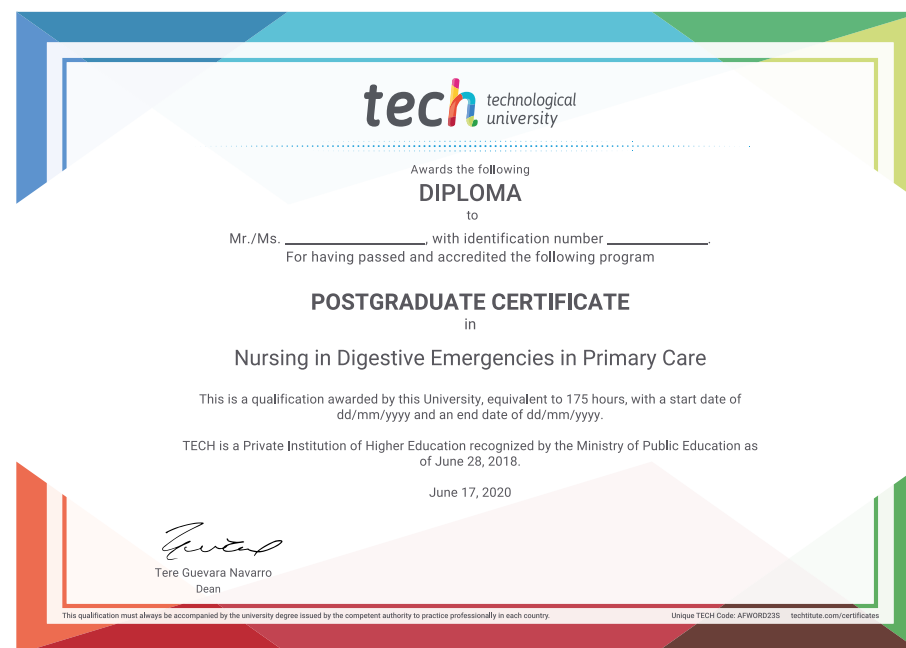 tech technological
university
Awards the following
DIPLOMA
to
Mr./Ms. ____________, with identification number ____________.
For having passed and accredited the following program
POSTGRADUATE CERTIFICATE
in
Nursing in Digestive Emergencies in Primary Care
This is a qualification awarded by this University, equivalent to 175 hours, with a start date of
dd/mm/yyyy and an end date of dd/mm/yyyy.
TECH is a Private Institution of Higher Education recognized by the Ministry of Public Education as
of June 28, 2018.
June 17, 2020
Tere Guevara Navarro
Dean
This qualification must always be accompanied by the university degree issued by the competent authority to practice professionally in each country. Unique TECH Code: AFWORD23S techtitute.com/certificates